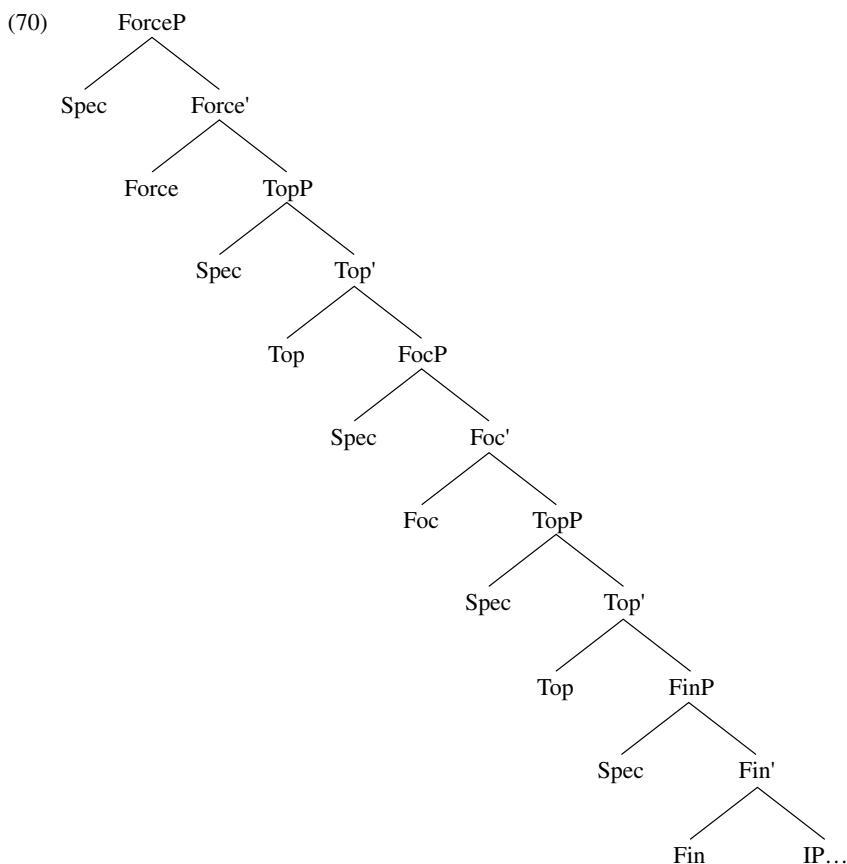 (70) ForceP
Spec Force'
Force TopP
Spec Top'
Top FocP
Spec Foc'
Foc TopP
Spec Top'
Top FinP
Spec Fin'
Fin IP…